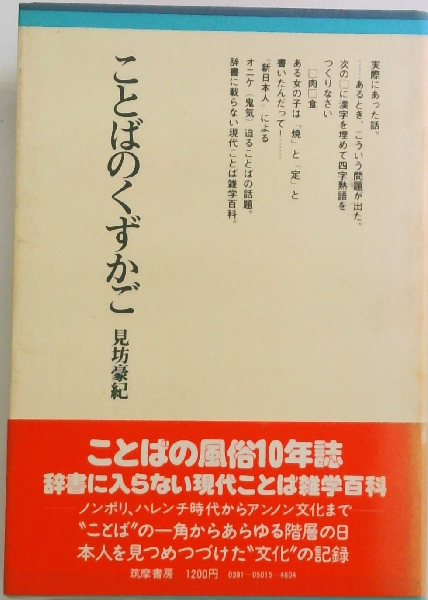 実際にあった話。
……あるとき、こういう問題が出た。
次の□に漢字を埋めて四字熟語を
つくりなさい
□肉□食
ある女の子は「焼」と「定」と
書いたんだって！……
“新日本人”による
オニケ（鬼気）迫ることばの話題。
辞書に載らない現代ことば雑学百科。
ことばのくずかご
見坊豪紀
ことばの風俗10年誌
辞書に入らない現代ことば雑学百科
ノンポリ、ハレンチ時代からアンノン文化まで
“ことば”の一角からあらゆる階層の日
本人を見つめつづけた“文化”の記録
筑摩書房 1200円 0381-05015-4604